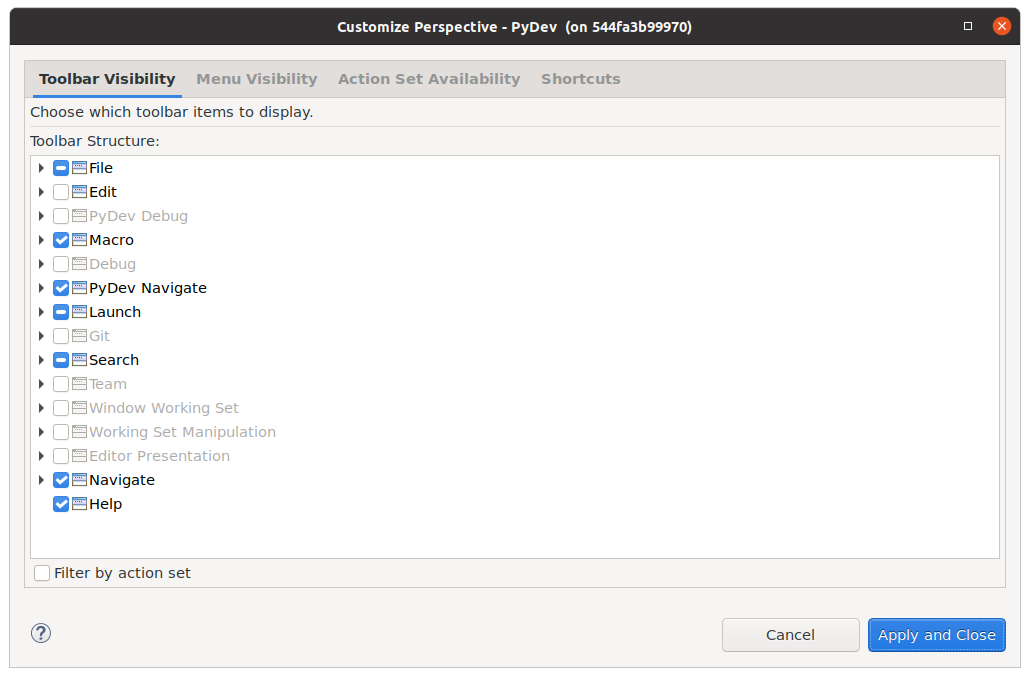 Customize Perspective - PyDev (on 544fa3b99970)
Toolbar Visibility Menu Visibility Action Set Availability Shortcuts
Choose which toolbar items to display.
Toolbar Structure:
File
Edit
PyDev Debug
Macro
Debug
PyDev Navigate
Launch
Git
Search
Team
Window Working Set
Working Set Manipulation
Editor Presentation
Navigate
Help
Filter by action set
? Cancel Apply and Close